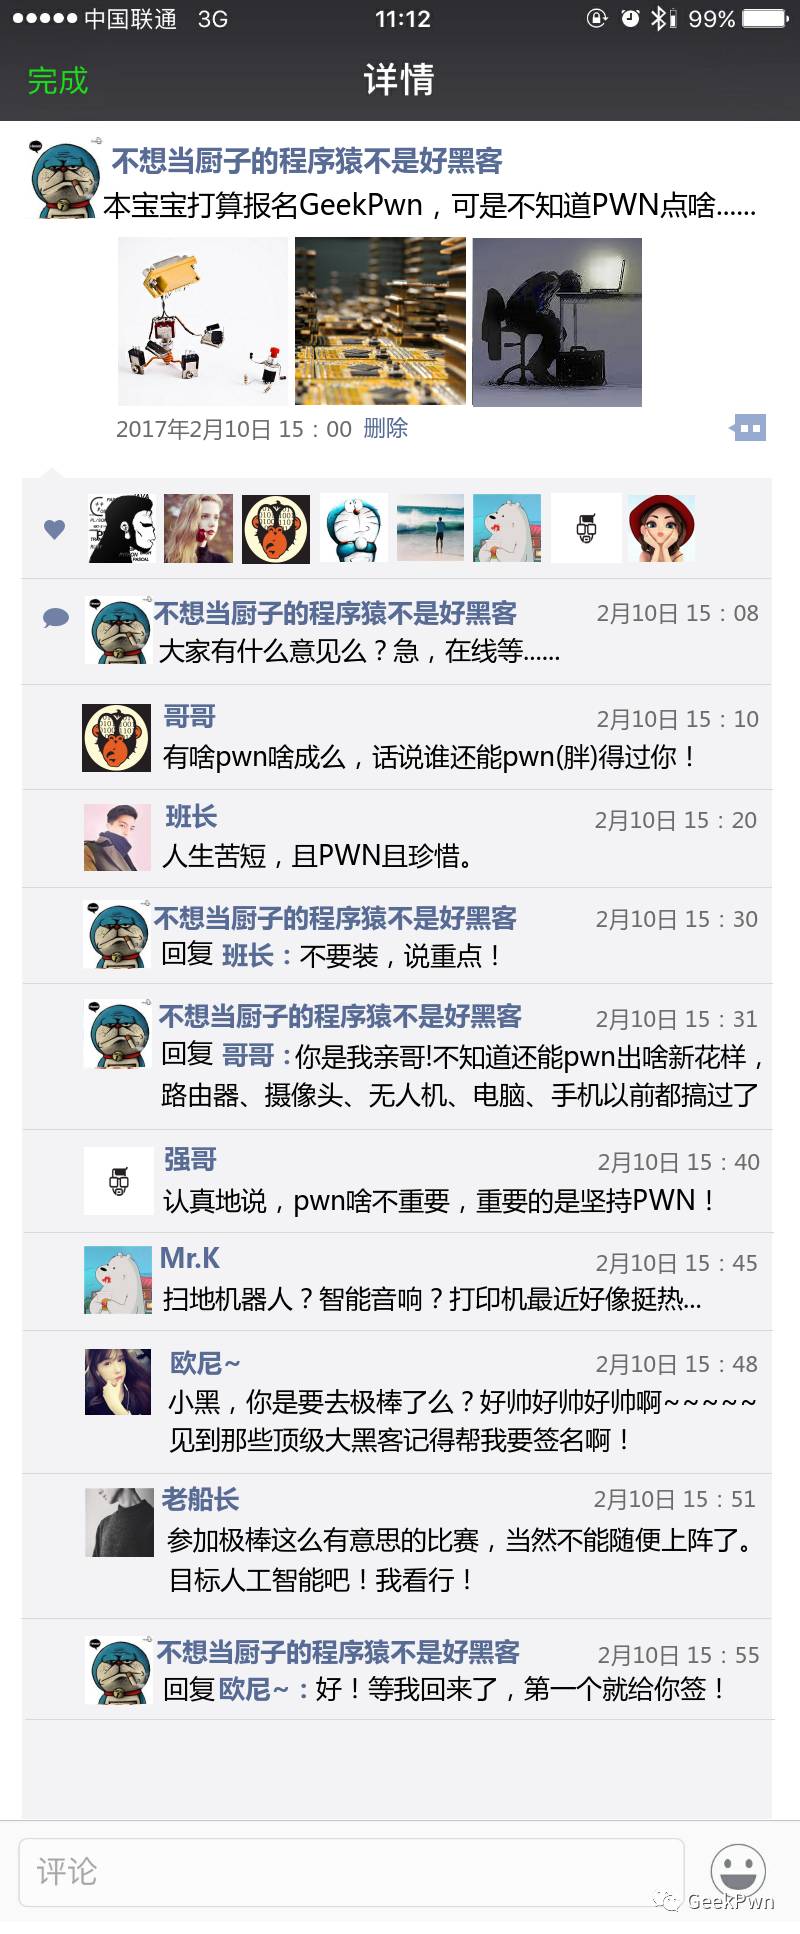 中国联通 3G 11:12 99%
完成 详情
不想当厨子的程序猿不是好黑客
本宝宝打算报名GeekPwn，可是不知道PWN点啥......
2017年2月10日 15：00 删除
不想当厨子的程序猿不是好黑客 2月10日 15：08
大家有什么意见么？急，在线等......
哥哥 2月10日 15：10
有啥pwn啥成么，话说谁还能pwn(胖)得过你！
班长 2月10日 15：20
人生苦短，且PWN且珍惜。
不想当厨子的程序猿不是好黑客 2月10日 15：30
回复 班长：不要装，说重点！
不想当厨子的程序猿不是好黑客 2月10日 15：31
回复 哥哥：你是我亲哥!不知道还能pwn出啥新花样，
路由器、摄像头、无人机、电脑、手机以前都搞过了
强哥 2月10日 15：40
认真地说，pwn啥不重要，重要的是坚持PWN！
Mr.K 2月10日 15：45
扫地机器人？智能音响？打印机最近好像挺热...
欧尼~ 2月10日 15：48
小黑，你是要去极棒了么？好帅好帅好帅啊~~~~~
见到那些顶级大黑客记得帮我要签名啊！
老船长 2月10日 15：51
参加极棒这么有意思的比赛，当然不能随便上阵了。
目标人工智能吧！我看行！
不想当厨子的程序猿不是好黑客 2月10日 15：55
回复 欧尼~：好！等我回来了，第一个就给你签！
评论
GeekPwn